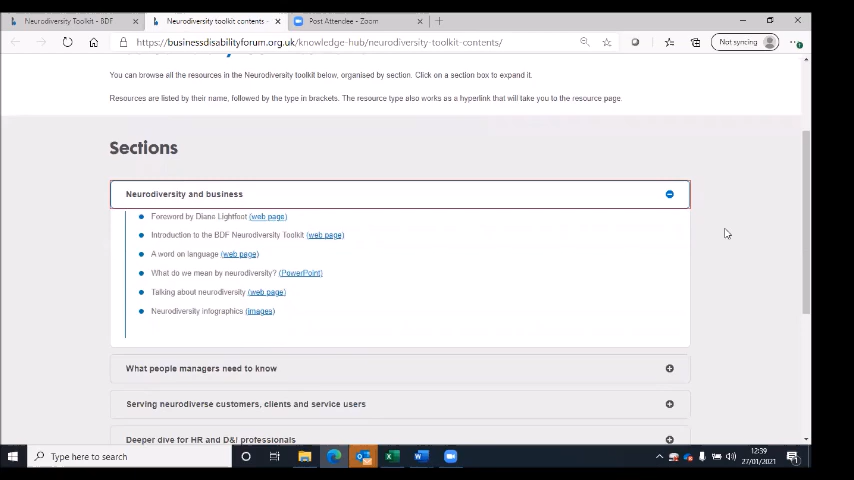 Neurodiversity Toolkit - BDF
Neurodiversity toolkit contents -
Post Attendee - Zoom
https://businessdisabilityforum.org.uk/knowledge-hub/neurodiversity-toolkit-contents/
Not syncing
You can browse all the resources in the Neurodiversity toolkit below, organised by section. Click on a section box to expand it.
Resources are listed by their name, followed by the type in brackets. The resource type also works as a hyperlink that will take you to the resource page.
Sections
Neurodiversity and business
Foreword by Diane Lightfoot (web page)
Introduction to the BDF Neurodiversity Toolkit (web page)
A word on language (web page)
What do we mean by neurodiversity? (PowerPoint)
Talking about neurodiversity (web page)
Neurodiversity infographics (images)
What people managers need to know
Serving neurodiverse customers, clients and service users
Deeper dive for HR and D&I professionals
Type here to search
12:39
27/01/2021